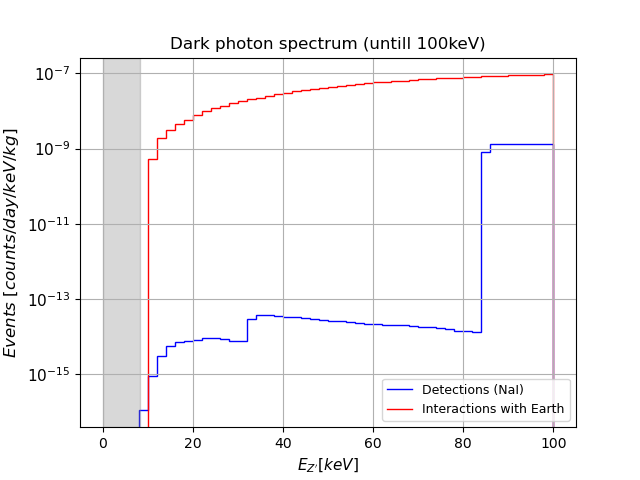 Dark photon spectrum (untill 100keV)
Events [counts/day/keV/kg]
10⁻⁷
10⁻⁹
10⁻¹¹
10⁻¹³
10⁻¹⁵
Detections (NaI)
Interactions with Earth
0 20 40 60 80 100
E_{Z'}[keV]